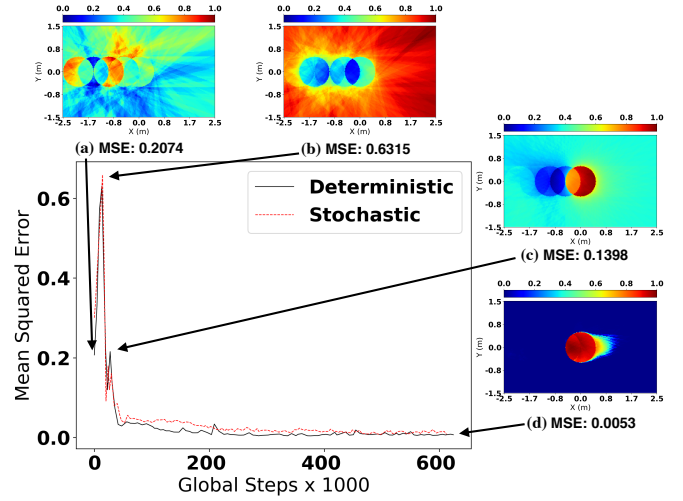 0.0 0.2 0.4 0.6 0.8 1.0
1.5
0.8
-0.0
-0.8
-1.5
Y (m)
-2.5 -1.7 -0.8 0.0 0.8 1.7 2.5
X (m)
(a) MSE: 0.2074
0.0 0.2 0.4 0.6 0.8 1.0
1.5
0.8
-0.0
-0.8
-1.5
Y (m)
-2.5 -1.7 -0.8 0.0 0.8 1.7 2.5
X (m)
(b) MSE: 0.6315
0.0 0.2 0.4 0.6 0.8 1.0
1.5
0.8
-0.0
-0.8
-1.5
Y (m)
-2.5 -1.7 -0.8 0.0 0.8 1.7 2.5
X (m)
(c) MSE: 0.1398
0.0 0.2 0.4 0.6 0.8 1.0
1.5
0.8
-0.0
-0.8
-1.5
Y (m)
-2.5 -1.7 -0.8 0.0 0.8 1.7 2.5
X (m)
(d) MSE: 0.0053
Deterministic
Stochastic
Mean Squared Error
0.6
0.4
0.2
0.0
0 200 400 600
Global Steps x 1000